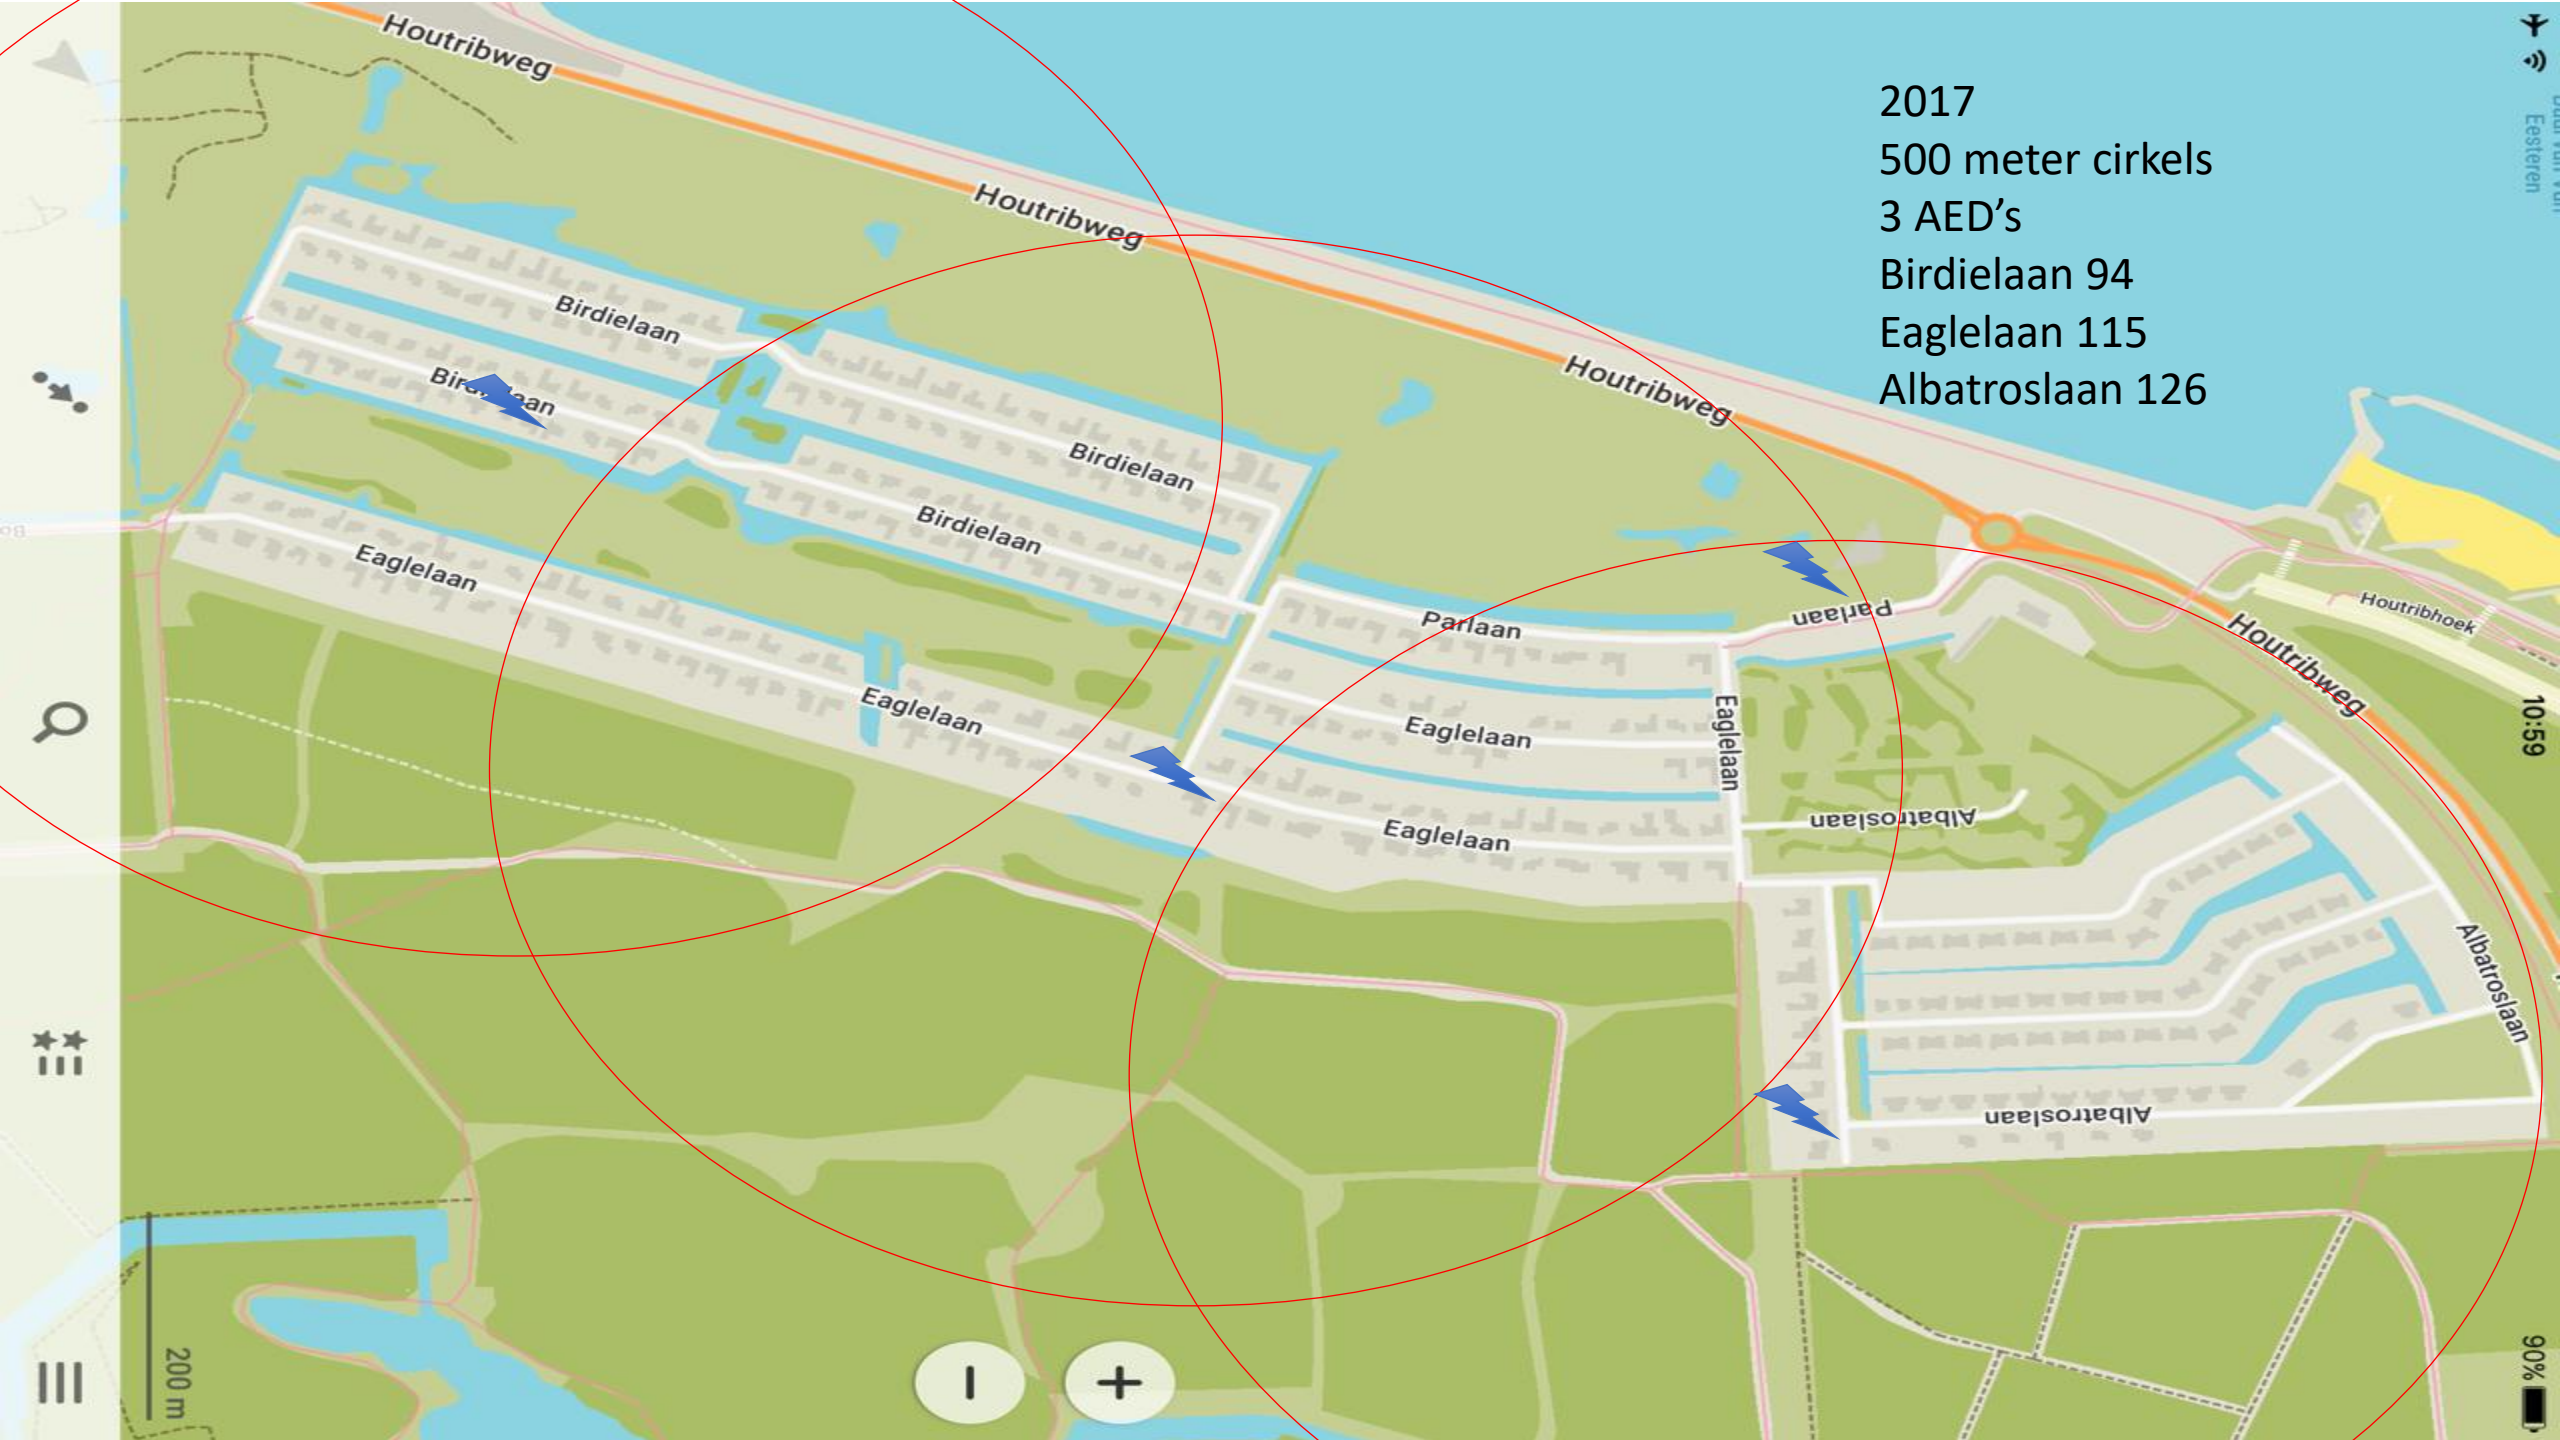 Houtribweg
Houtribweg
Houtribweg
Houtribweg
2017
500 meter cirkels
3 AED’s
Birdielaan 94
Eaglelaan 115
Albatroslaan 126
Eesteren
Birdielaan
Birdielaan
Birdielaan
Eaglelaan
Eaglelaan
Parlaan
Parlaan
Houtribhoek
Eaglelaan
Eaglelaan
Eaglelaan
Albatroslaan
Albatroslaan
Albatroslaan
10:59
90%
200 m